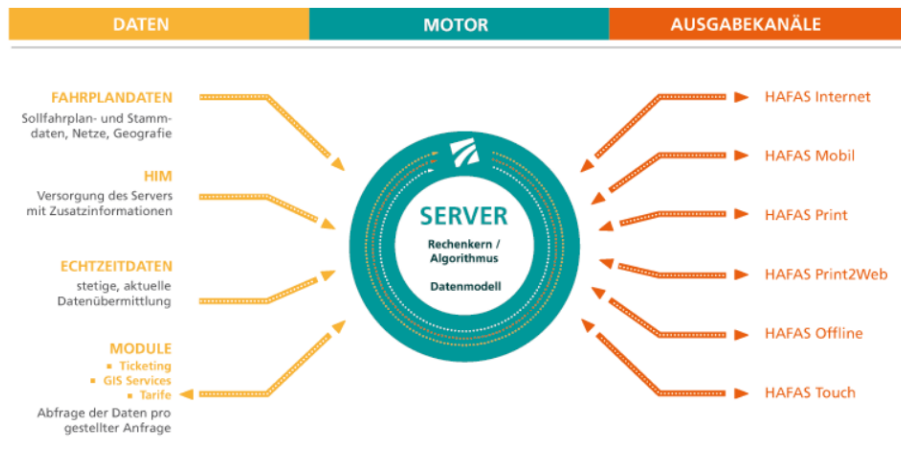 DATEN
MOTOR
AUSGABEKANÄLE
FAHRPLANDATEN
Sollfahrplan- und Stamm-
daten, Netze, Geografie
HIM
Versorgung des Servers
mit Zusatzinformationen
ECHTZEITDATEN
stetige, aktuelle
Datenübermittlung
MODULE
▪ Ticketing
▪ GIS Services
▪ Tarife
Abfrage der Daten pro
gestellter Anfrage
SERVER
Rechenkern /
Algorithmus
Datenmodell
HAFAS Internet
HAFAS Mobil
HAFAS Print
HAFAS Print2Web
HAFAS Offline
HAFAS Touch